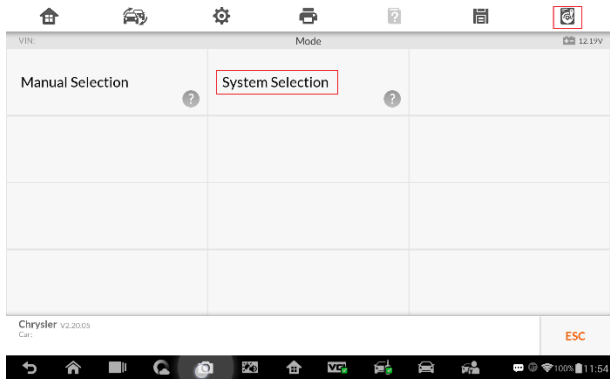 VIN:
Mode
12.19V
Manual Selection
?
System Selection
?
Chrysler V2.20.05
Car:
ESC
100% 11:54